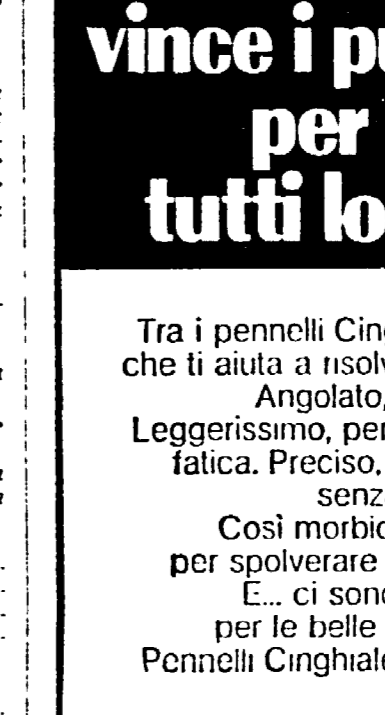 vince i pu
per
tutti lo
Tra i pennelli Cin
che ti aiuta a risolv
Angolato,
Leggerissimo, per
fatica. Preciso,
senz
Così morbid
per spolverare
E... ci sono
per le belle
Pennelli Cinghiale